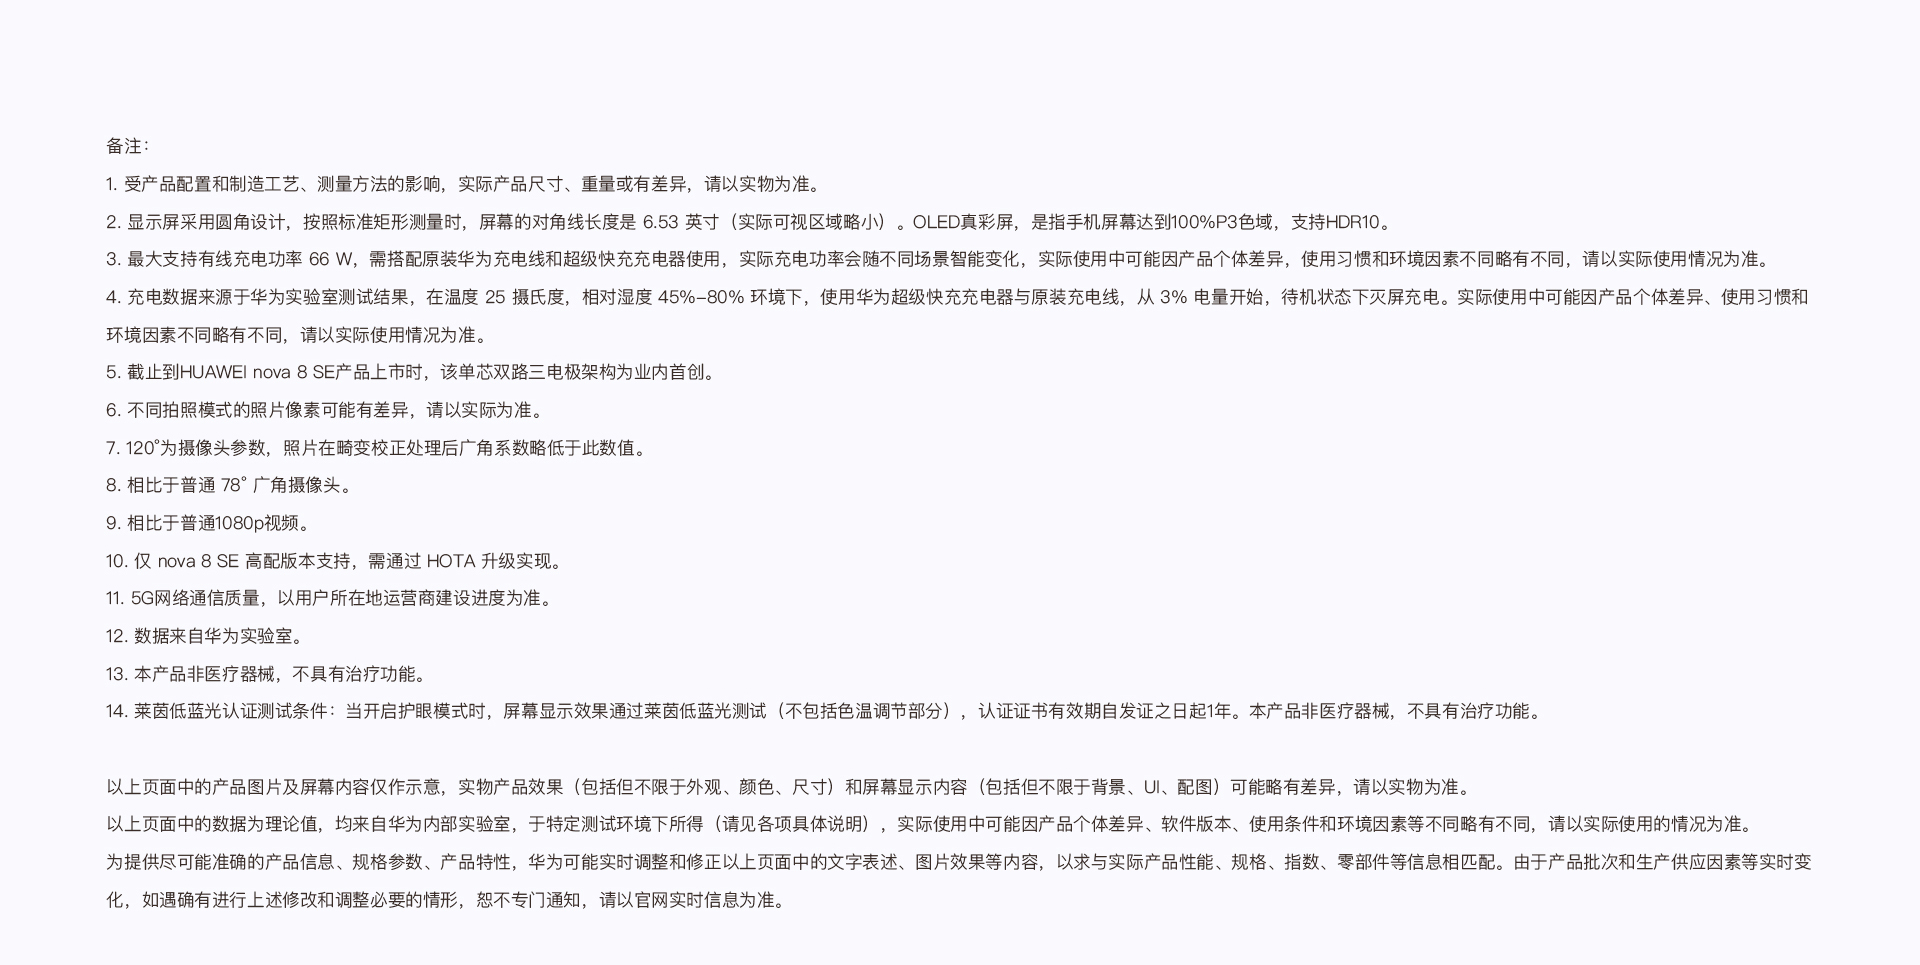 备注：
1. 受产品配置和制造工艺、测量方法的影响，实际产品尺寸、重量或有差异，请以实物为准。
2. 显示屏采用圆角设计，按照标准矩形测量时，屏幕的对角线长度是 6.53 英寸（实际可视区域略小）。OLED真彩屏，是指手机屏幕达到100%P3色域，支持HDR10。
3. 最大支持有线充电功率 66 W，需搭配原装华为充电线和超级快充充电器使用，实际充电功率会随不同场景智能变化，实际使用中可能因产品个体差异，使用习惯和环境因素不同略有不同，请以实际使用情况为准。
4. 充电数据来源于华为实验室测试结果，在温度 25 摄氏度，相对湿度 45%–80% 环境下，使用华为超级快充充电器与原装充电线，从 3% 电量开始，待机状态下灭屏充电。实际使用中可能因产品个体差异、使用习惯和
环境因素不同略有不同，请以实际使用情况为准。
5. 截止到HUAWEI nova 8 SE产品上市时，该单芯双路三电极架构为业内首创。
6. 不同拍照模式的照片像素可能有差异，请以实际为准。
7. 120°为摄像头参数，照片在畸变校正处理后广角系数略低于此数值。
8. 相比于普通 78° 广角摄像头。
9. 相比于普通1080p视频。
10. 仅 nova 8 SE 高配版本支持，需通过 HOTA 升级实现。
11. 5G网络通信质量，以用户所在地运营商建设进度为准。
12. 数据来自华为实验室。
13. 本产品非医疗器械，不具有治疗功能。
14. 莱茵低蓝光认证测试条件：当开启护眼模式时，屏幕显示效果通过莱茵低蓝光测试（不包括色温调节部分），认证证书有效期自发证之日起1年。本产品非医疗器械，不具有治疗功能。
以上页面中的产品图片及屏幕内容仅作示意，实物产品效果（包括但不限于外观、颜色、尺寸）和屏幕显示内容（包括但不限于背景、UI、配图）可能略有差异，请以实物为准。
以上页面中的数据为理论值，均来自华为内部实验室，于特定测试环境下所得（请见各项具体说明），实际使用中可能因产品个体差异、软件版本、使用条件和环境因素等不同略有不同，请以实际使用的情况为准。
为提供尽可能准确的产品信息、规格参数、产品特性，华为可能实时调整和修正以上页面中的文字表述、图片效果等内容，以求与实际产品性能、规格、指数、零部件等信息相匹配。由于产品批次和生产供应因素等实时变
化，如遇确有进行上述修改和调整必要的情形，恕不专门通知，请以官网实时信息为准。